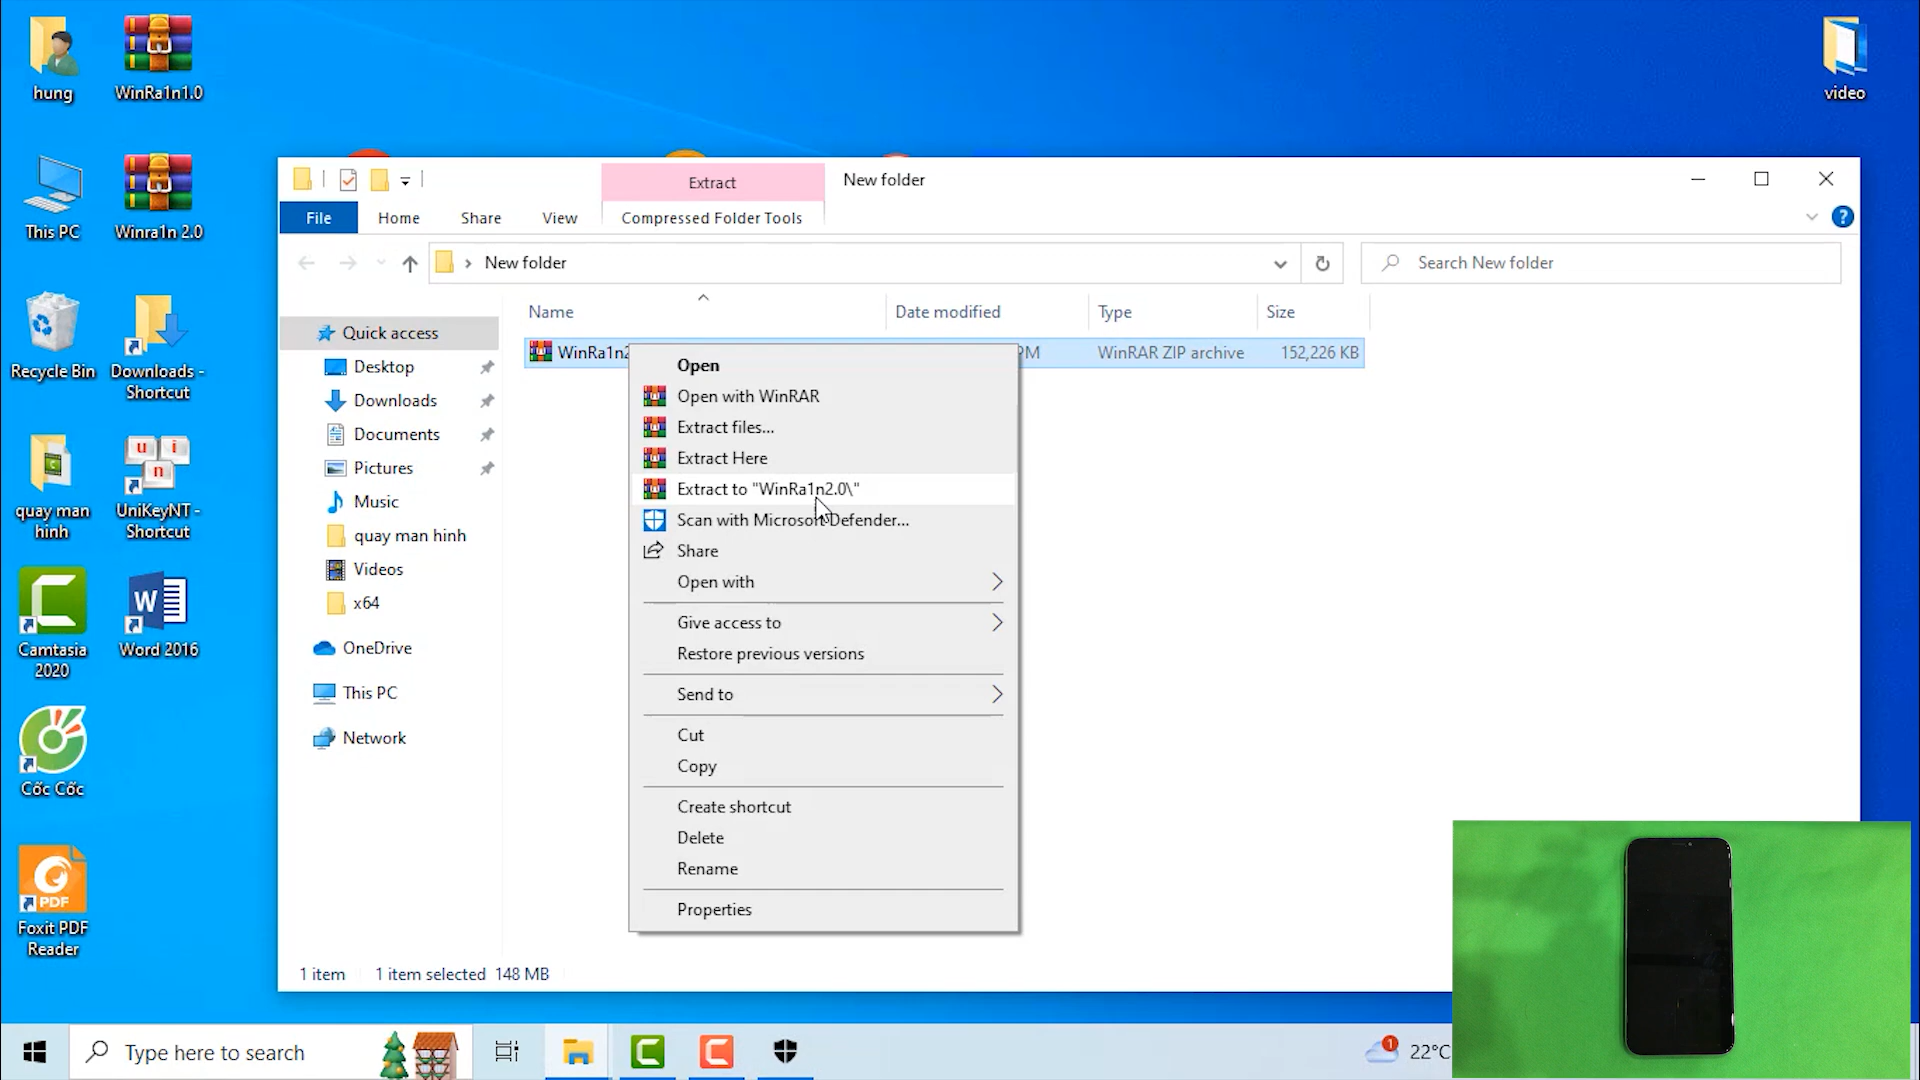 hung
WinRa1n1.0
video
This PC
Winra1n 2.0
Recycle Bin
Downloads -
Shortcut
quay man
hinh
UniKeyNT -
Shortcut
Camtasia
2020
Word 2016
Cốc Cốc
PDF
Foxit PDF
Reader
Extract
New folder
File
Home
Share
View
Compressed Folder Tools
New folder
Search New folder
Name
Date modified
Type
Size
Quick access
Desktop
Downloads
Documents
Pictures
Music
quay man hinh
Videos
x64
OneDrive
This PC
Network
WinRa1n2
PM
WinRAR ZIP archive
152,226 KB
Open
Open with WinRAR
Extract files...
Extract Here
Extract to "WinRa1n2.0\"
Scan with Microsoft Defender...
Share
Open with
Give access to
Restore previous versions
Send to
Cut
Copy
Create shortcut
Delete
Rename
Properties
1 item
1 item selected 148 MB
Type here to search
1
22°C